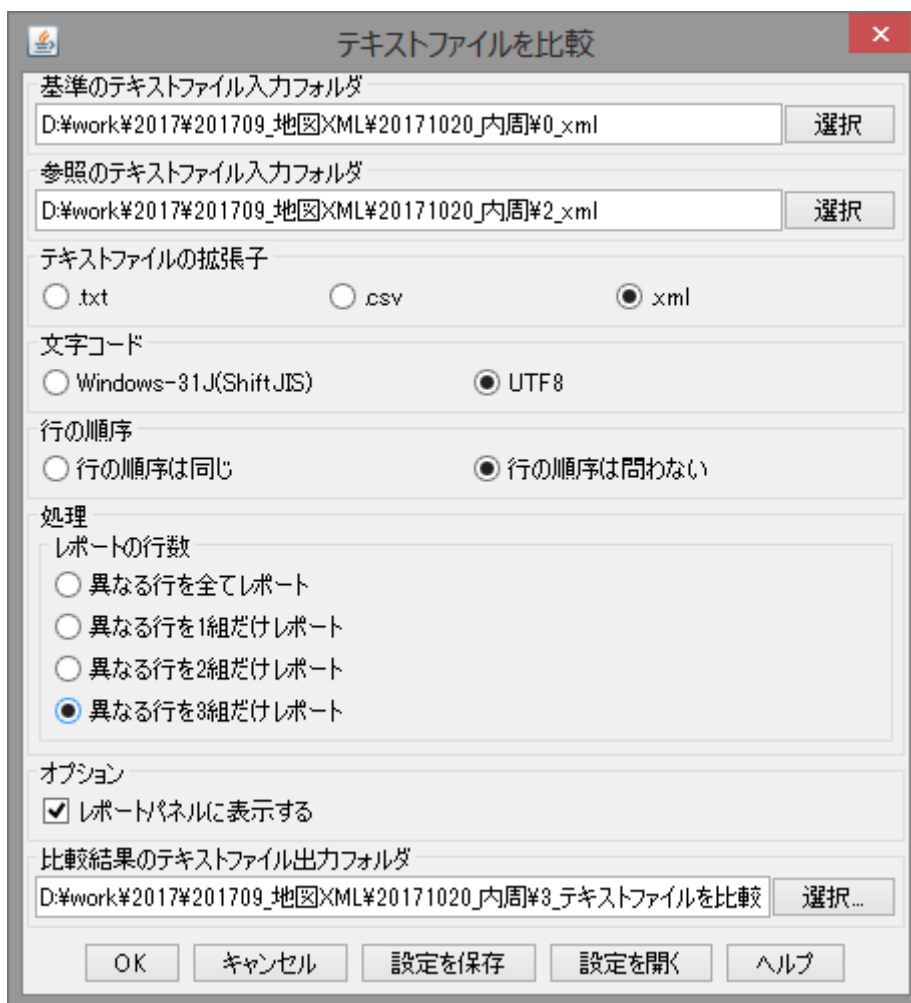 テキストファイルを比較
基準のテキストファイル入力フォルダ
D:¥work¥2017¥201709_地図XML¥20171020_内周¥0_xml
選択
参照のテキストファイル入力フォルダ
D:¥work¥2017¥201709_地図XML¥20171020_内周¥2_xml
選択
テキストファイルの拡張子
.txt .csv .xml
文字コード
Windows-31J(ShiftJIS) UTF8
行の順序
行の順序は同じ 行の順序は問わない
処理
レポートの行数
異なる行を全てレポート
異なる行を1組だけレポート
異なる行を2組だけレポート
異なる行を3組だけレポート
オプション
レポートパネルに表示する
比較結果のテキストファイル出力フォルダ
D:¥work¥2017¥201709_地図XML¥20171020_内周¥3_テキストファイルを比較
選択...
OK キャンセル 設定を保存 設定を開く ヘルプ